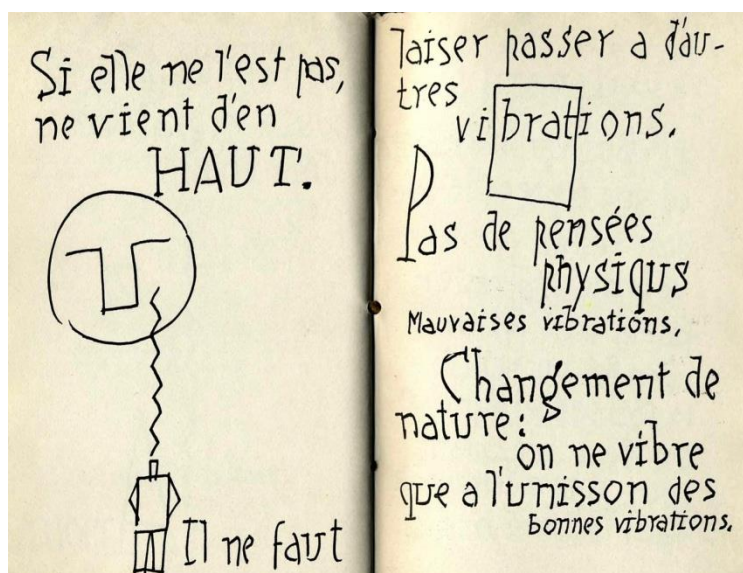 Si elle ne l'est pas,
ne vient d'en
HAUT.
Il ne faut
laiser passer a d'au-
tres
vibrations.
Pas de pensées
physiqus
Mauvaises vibrations,
Changement de
nature:
on ne vibre
que a l'unisson des
bonnes vibrations.